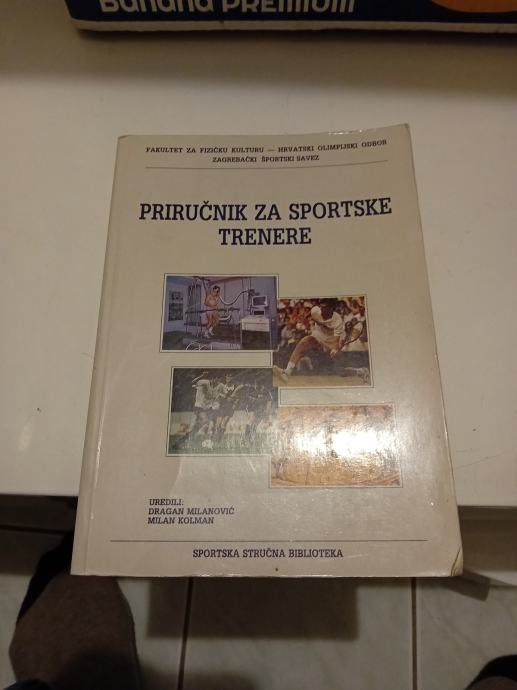 Banana PREMIUM
FAKULTET ZA FIZIČKU KULTURU — HRVATSKI OLIMPIJSKI ODBOR
ZAGREBAČKI ŠPORTSKI SAVEZ
PRIRUČNIK ZA SPORTSKE
TRENERE
UREDILI:
DRAGAN MILANOVIĆ
MILAN KOLMAN
SPORTSKA STRUČNA BIBLIOTEKA